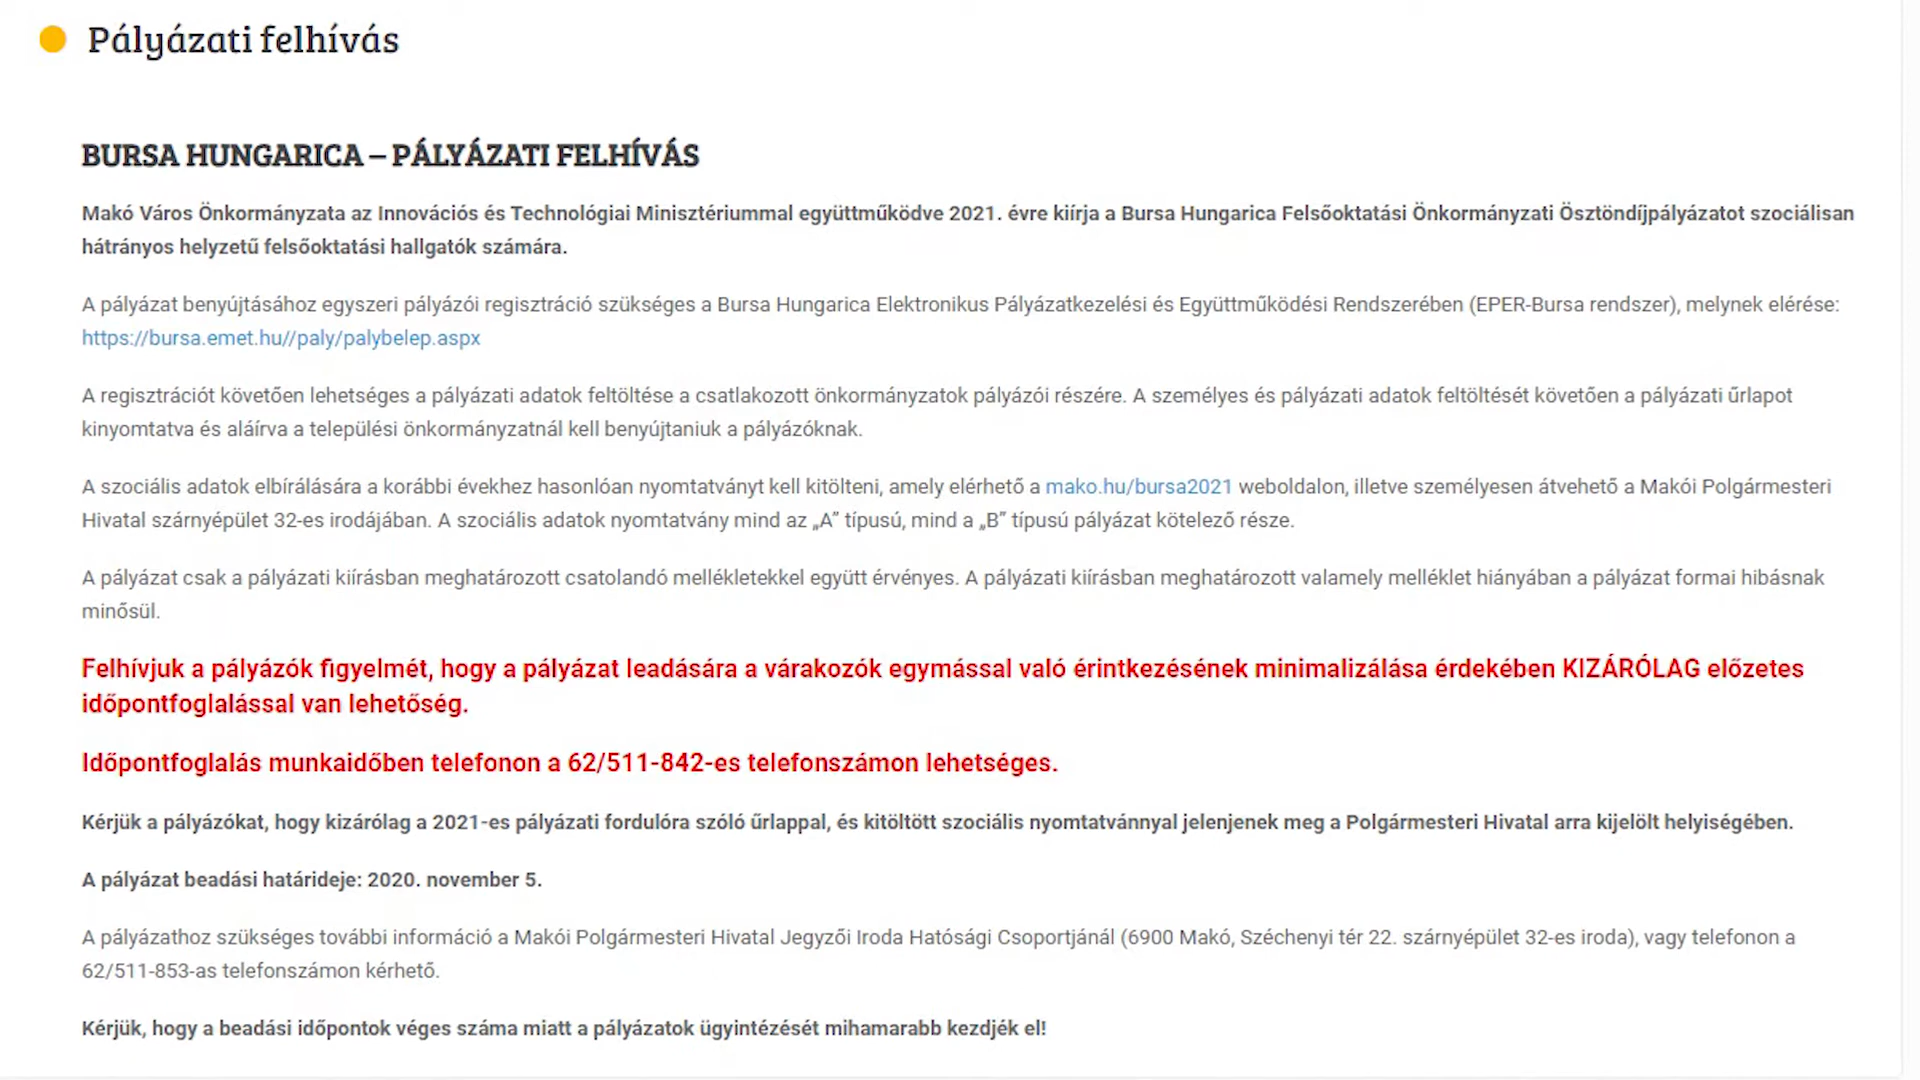 Pályázati felhívás
BURSA HUNGARICA – PÁLYÁZATI FELHÍVÁS
Makó Város Önkormányzata az Innovációs és Technológiai Minisztériummal együttműködve 2021. évre kiírja a Bursa Hungarica Felsőoktatási Önkormányzati Ösztöndíjpályázatot szociálisan
hátrányos helyzetű felsőoktatási hallgatók számára.
A pályázat benyújtásához egyszeri pályázói regisztráció szükséges a Bursa Hungarica Elektronikus Pályázatkezelési és Együttműködési Rendszerében (EPER-Bursa rendszer), melynek elérése:
https://bursa.emet.hu//paly/palybelep.aspx
A regisztrációt követően lehetséges a pályázati adatok feltöltése a csatlakozott önkormányzatok pályázói részére. A személyes és pályázati adatok feltöltését követően a pályázati űrlapot
kinyomtatva és aláírva a települési önkormányzatnál kell benyújtaniuk a pályázóknak.
A szociális adatok elbírálására a korábbi évekhez hasonlóan nyomtatványt kell kitölteni, amely elérhető a mako.hu/bursa2021 weboldalon, illetve személyesen átvehető a Makói Polgármesteri
Hivatal szárnyépület 32-es irodájában. A szociális adatok nyomtatvány mind az „A” típusú, mind a „B” típusú pályázat kötelező része.
A pályázat csak a pályázati kiírásban meghatározott csatolandó mellékletekkel együtt érvényes. A pályázati kiírásban meghatározott valamely melléklet hiányában a pályázat formai hibásnak
minősül.
Felhívjuk a pályázók figyelmét, hogy a pályázat leadására a várakozók egymással való érintkezésének minimalizálása érdekében KIZÁRÓLAG előzetes
időpontfoglalással van lehetőség.
Időpontfoglalás munkaidőben telefonon a 62/511-842-es telefonszámon lehetséges.
Kérjük a pályázókat, hogy kizárólag a 2021-es pályázati fordulóra szóló űrlappal, és kitöltött szociális nyomtatvánnyal jelenjenek meg a Polgármesteri Hivatal arra kijelölt helyiségében.
A pályázat beadási határideje: 2020. november 5.
A pályázathoz szükséges további információ a Makói Polgármesteri Hivatal Jegyzői Iroda Hatósági Csoportjánál (6900 Makó, Széchenyi tér 22. szárnyépület 32-es iroda), vagy telefonon a
62/511-853-as telefonszámon kérhető.
Kérjük, hogy a beadási időpontok véges száma miatt a pályázatok ügyintézését mihamarabb kezdjék el!